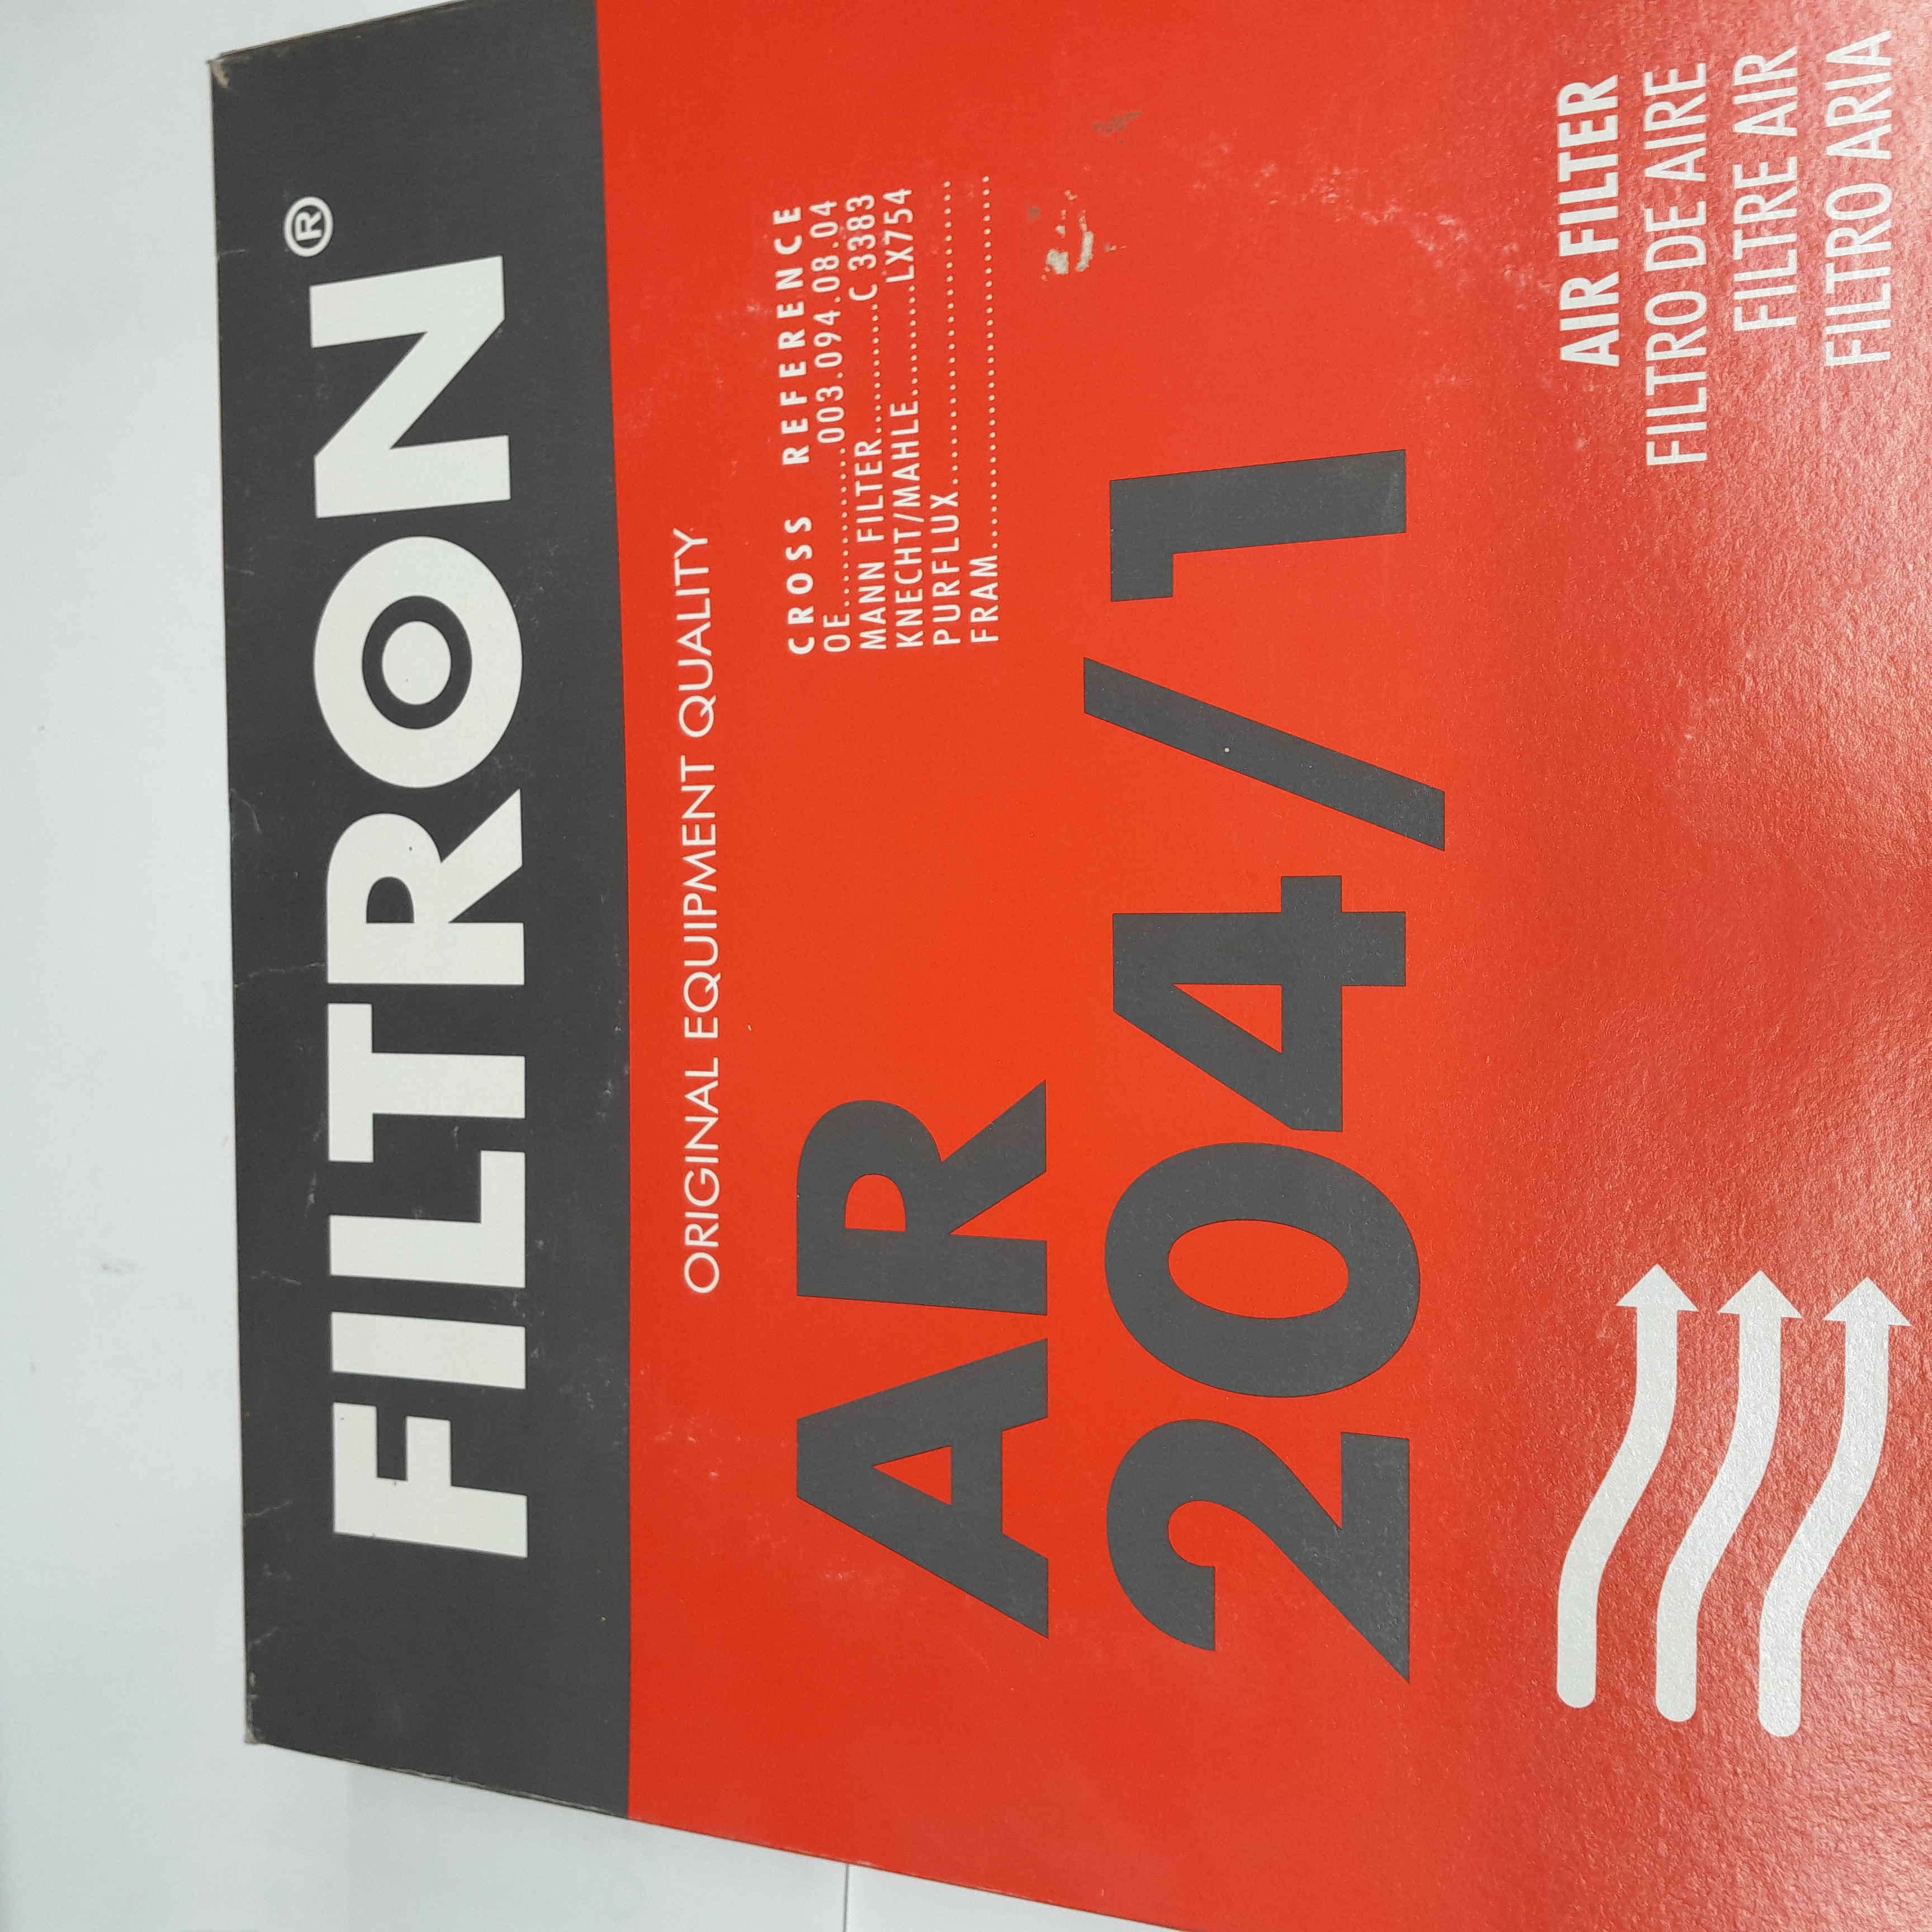 FILTRON®
ORIGINAL EQUIPMENT QUALITY
CROSS REFERENCE
OE................003.094.08.04
MANN FILTER............C 3383
KNECHT/MAHLE..........LX754
PURFLUX..............................
FRAM.....................................
AR
204/1
AIR FILTER
FILTRO DE AIRE
FILTRE AIR
FILTRO ARIA